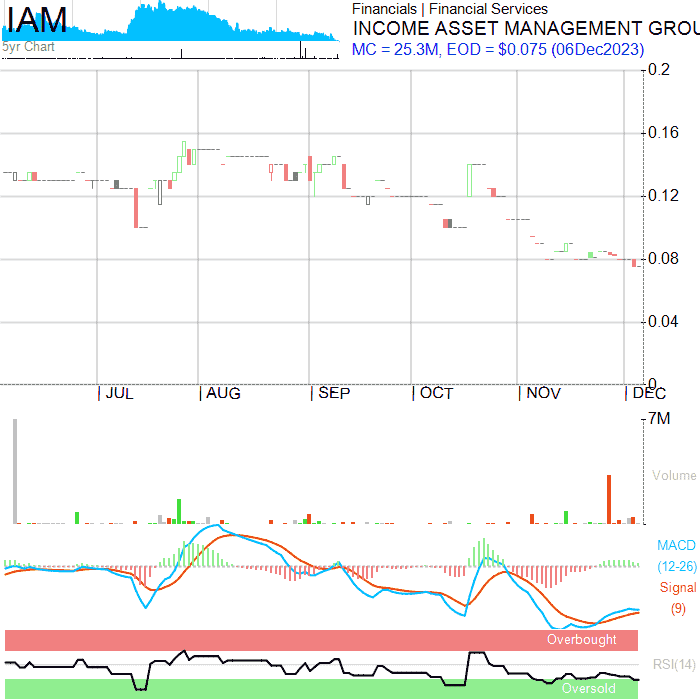 IAM
5yr Chart
Financials | Financial Services
INCOME ASSET MANAGEMENT GROU
MC = 25.3M, EOD = $0.075 (06Dec2023)
0.2
0.16
0.12
0.08
0.04
0
JUL AUG SEP OCT NOV DEC
7M
Volume
MACD
(12-26)
Signal
(9)
Overbought
RSI(14)
Oversold